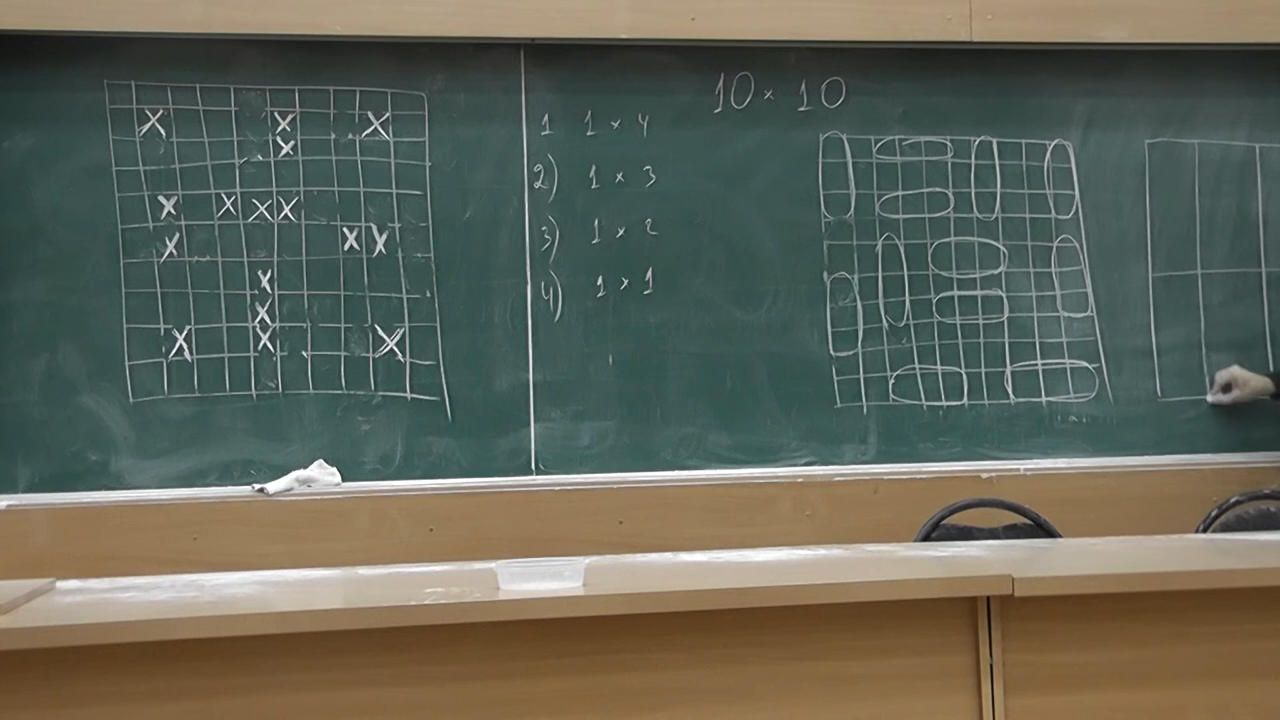 X X X
X
X X X X
X X X
X
X
X X X
10 × 10
1 1 × 4
2) 1 × 3
3) 1 × 2
4) 1 × 1